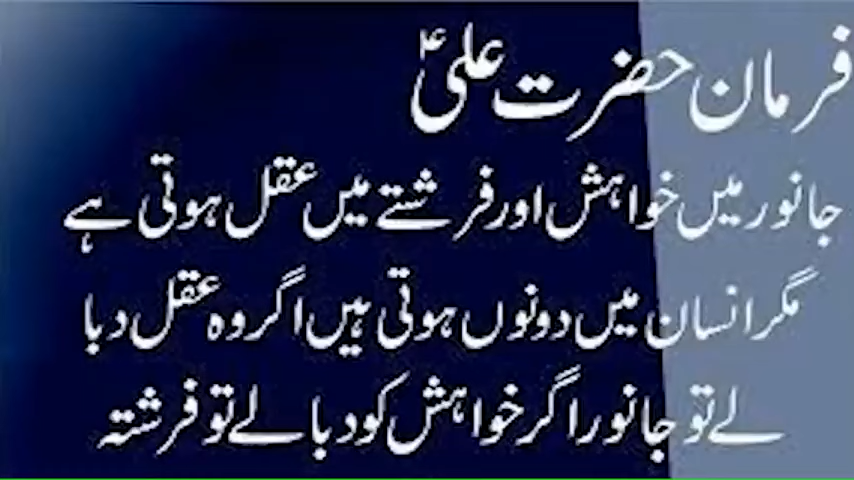 فرمان حضرت علیؑ
جانور میں خواہش اور فرشتے میں عقل ہوتی ہے
مگر انسان میں دونوں ہوتی ہیں اگر وہ عقل دبا
لے تو جانور اگر خواہش کو دبا لے تو فرشتہ